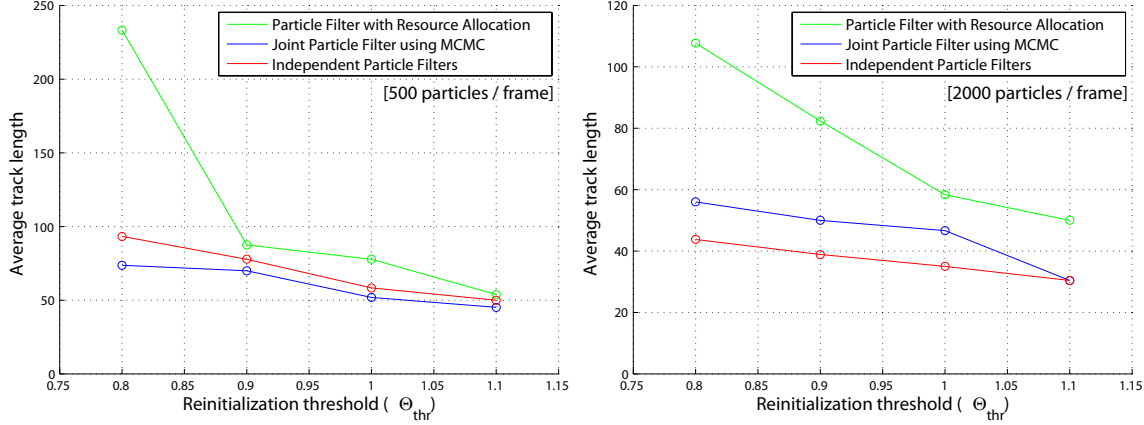 250
200
150
100
50
0
Average track length
Particle Filter with Resource Allocation
Joint Particle Filter using MCMC
Independent Particle Filters
[500 particles / frame]
0.75 0.8 0.85 0.9 0.95 1 1.05 1.1 1.15
Reinitialization threshold ( Θthr)
120
100
80
60
40
20
0
Average track length
Particle Filter with Resource Allocation
Joint Particle Filter using MCMC
Independent Particle Filters
[2000 particles / frame]
0.75 0.8 0.85 0.9 0.95 1 1.05 1.1 1.15
Reinitialization threshold ( Θthr)